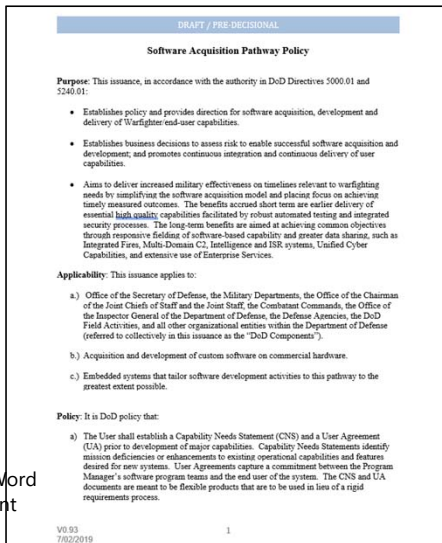 DRAFT / PRE-DECISIONAL
Software Acquisition Pathway Policy
Purpose: This issuance, in accordance with the authority in DoD Directives 5000.01 and
5240.01:
• Establishes policy and provides direction for software acquisition, development and
delivery of Warfighter/end-user capabilities.
• Establishes business decisions to assess risk to enable successful software acquisition and
development; and promotes continuous integration and continuous delivery of user
capabilities.
• Aims to deliver increased military effectiveness on timelines relevant to warfighting
needs by simplifying the software acquisition model and placing focus on achieving
timely measured outcomes. The benefits accrued short term are earlier delivery of
essential high quality capabilities facilitated by robust automated testing and integrated
security processes. The long-term benefits are aimed at achieving common objectives
through responsive fielding of software-based capability and greater data sharing, such as
Integrated Fires, Multi-Domain C2, Intelligence and ISR systems, Unified Cyber
Capabilities, and extensive use of Enterprise Services.
Applicability: This issuance applies to:
a.) Office of the Secretary of Defense, the Military Departments, the Office of the Chairman
of the Joint Chiefs of Staff and the Joint Staff, the Combatant Commands, the Office of
the Inspector General of the Department of Defense, the Defense Agencies, the DoD
Field Activities, and all other organizational entities within the Department of Defense
(referred to collectively in this issuance as the “DoD Components”).
b.) Acquisition and development of custom software on commercial hardware.
c.) Embedded systems that tailor software development activities to this pathway to the
greatest extent possible.
Policy: It is DoD policy that:
a) The User shall establish a Capability Needs Statement (CNS) and a User Agreement
(UA) prior to development of major capabilities. Capability Needs Statements identify
mission deficiencies or enhancements to existing operational capabilities and features
desired for new systems. User Agreements capture a commitment between the Program
Manager’s software program teams and the end user of the system. The CNS and UA
documents are meant to be flexible products that are to be used in lieu of a rigid
requirements process.
Word
nt
V0.93
7/02/2019
1